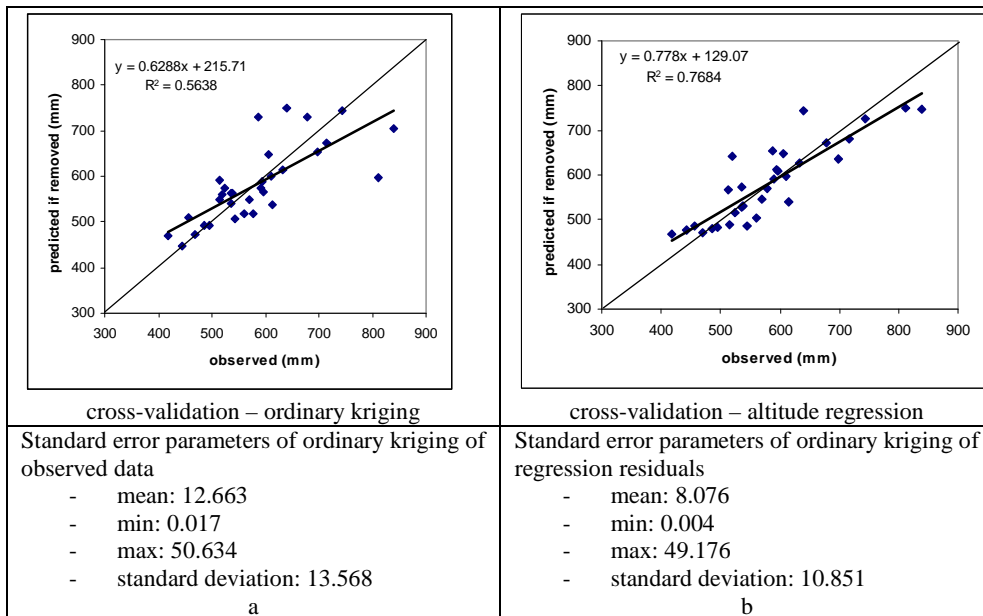 900
800
700
600
500
400
300
y = 0.6288x + 215.71
R² = 0.5638
predicted if removed (mm)
300 400 500 600 700 800 900
observed (mm)
cross-validation – ordinary kriging
900
800
700
600
500
400
300
y = 0.778x + 129.07
R² = 0.7684
predicted if removed (mm)
300 400 500 600 700 800 900
observed (mm)
cross-validation – altitude regression
Standard error parameters of ordinary kriging of
observed data
- mean: 12.663
- min: 0.017
- max: 50.634
- standard deviation: 13.568
a
Standard error parameters of ordinary kriging of
regression residuals
- mean: 8.076
- min: 0.004
- max: 49.176
- standard deviation: 10.851
b